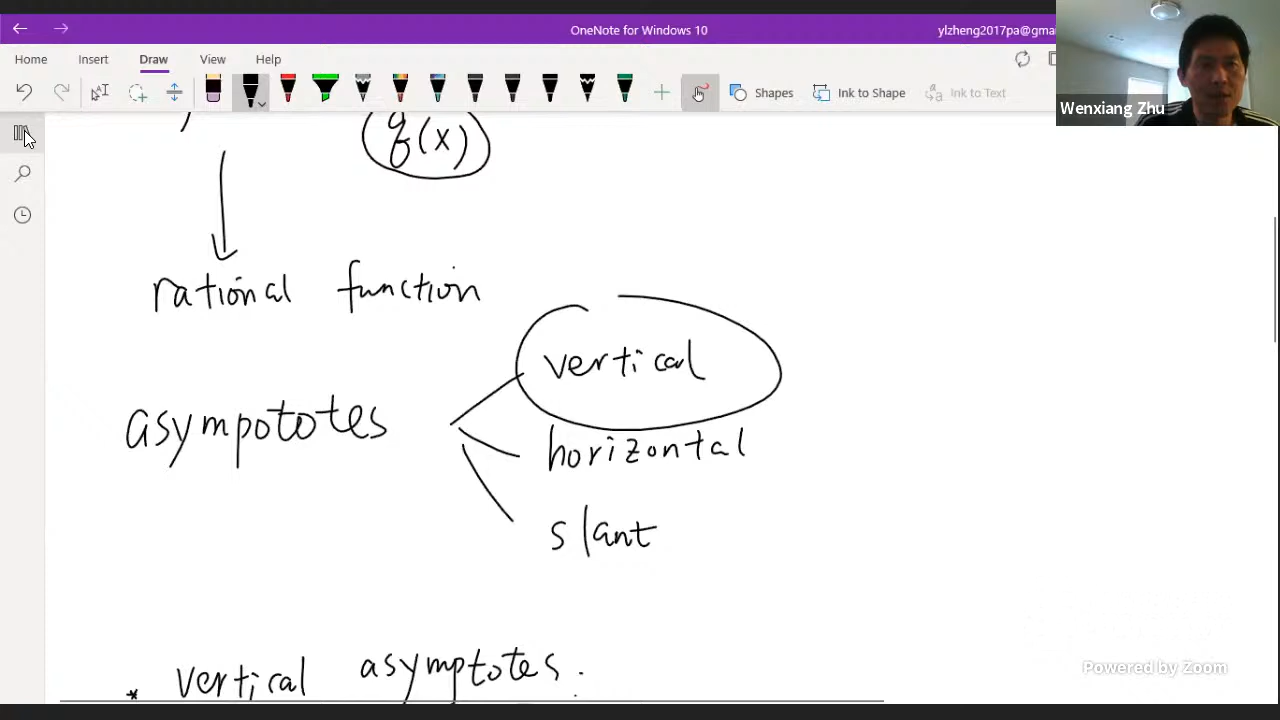 OneNote for Windows 10
ylzheng2017pa@gma
Home Insert Draw View Help
Shapes Ink to Shape Ink to Text
Wenxiang Zhu
q(x)
rational function
vertical
asympototes
horizontal
slant
* vertical asymptotes:
Powered by Zoom